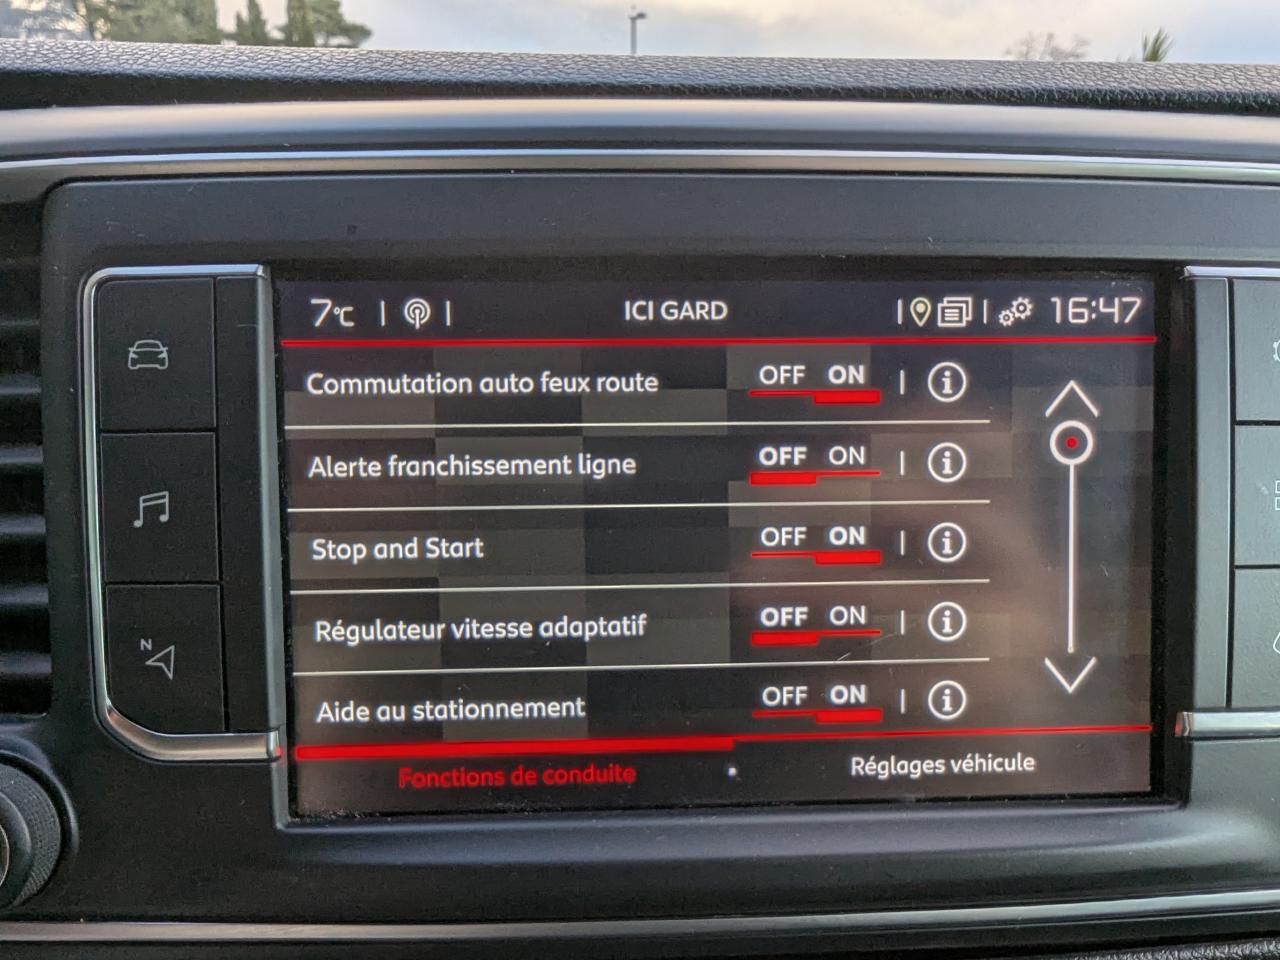 7°C ICI GARD 16:47
Commutation auto feux route OFF ON
Alerte franchissement ligne OFF ON
Stop and Start OFF ON
Régulateur vitesse adaptatif OFF ON
Aide au stationnement OFF ON
Fonctions de conduite Réglages véhicule
N